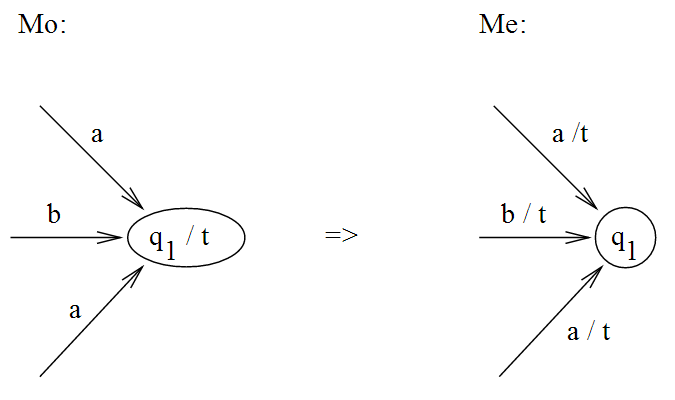 Mo:
Me:
a
a /t
b
b / t
q1 / t
=>
q1
a
a / t